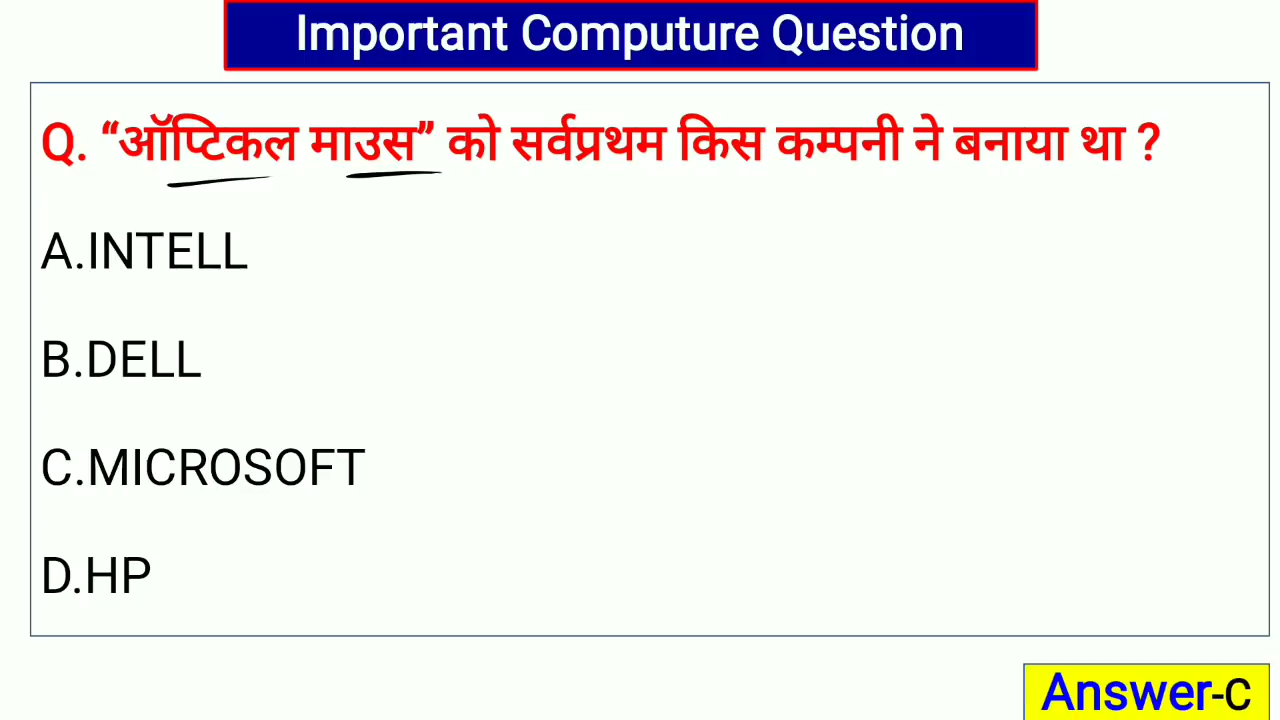 Important Computure Question
Q. “ऑप्टिकल माउस” को सर्वप्रथम किस कम्पनी ने बनाया था ?
A.INTELL
B.DELL
C.MICROSOFT
D.HP
Answer-C